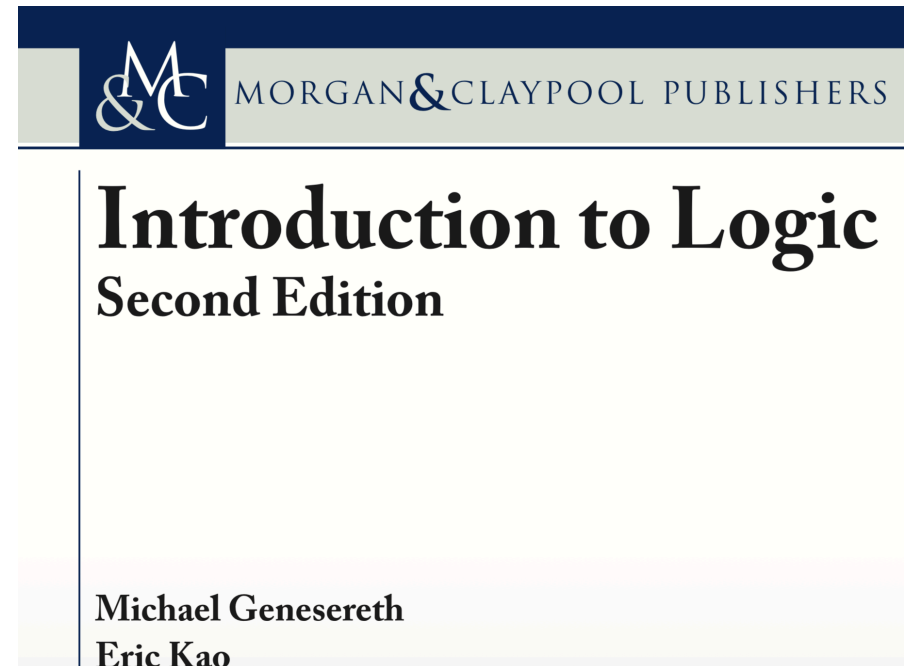 M&C
MORGAN&CLAYPOOL PUBLISHERS
Introduction to Logic
Second Edition
Michael Genesereth
Eric Kao